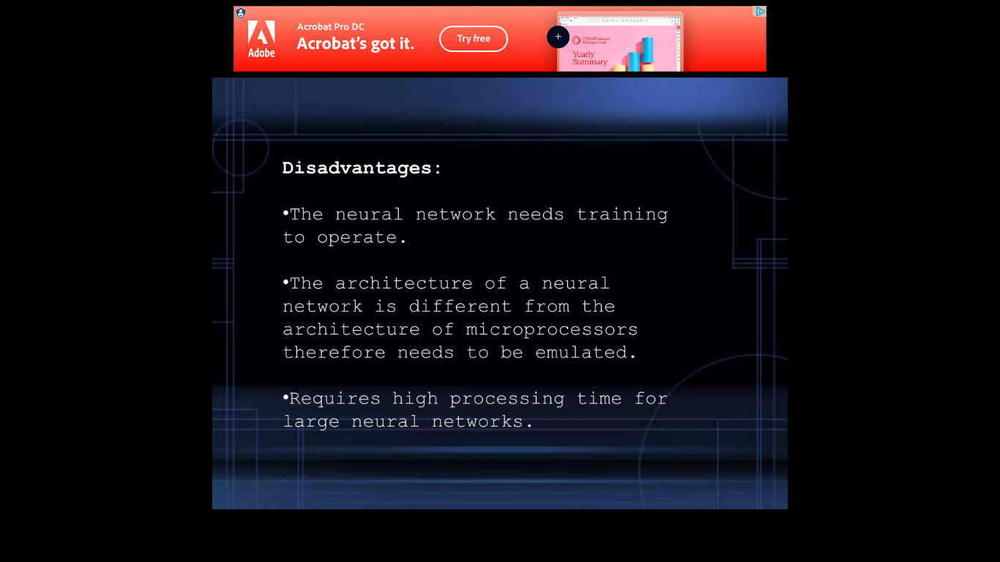 Acrobat Pro DC
Acrobat's got it.
Adobe
Try free
+
Yearly
Summary
Disadvantages:
•The neural network needs training
to operate.
•The architecture of a neural
network is different from the
architecture of microprocessors
therefore needs to be emulated.
•Requires high processing time for
large neural networks.